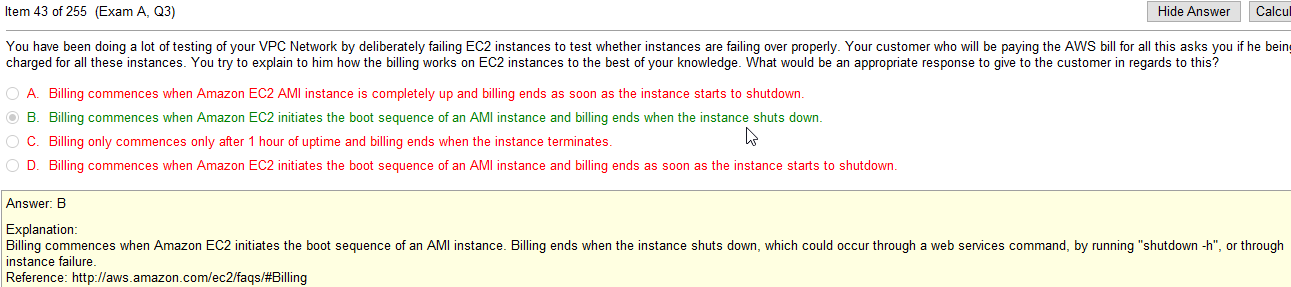 Item 43 of 255 (Exam A, Q3)
Hide Answer
You have been doing a lot of testing of your VPC Network by deliberately failing EC2 instances to test whether instances are failing over properly. Your customer who will be paying the AWS bill for all this asks you if he being
charged for all these instances. You try to explain to him how the billing works on EC2 instances to the best of your knowledge. What would be an appropriate response to give to the customer in regards to this?
A. Billing commences when Amazon EC2 AMI instance is completely up and billing ends as soon as the instance starts to shutdown.
B. Billing commences when Amazon EC2 initiates the boot sequence of an AMI instance and billing ends when the instance shuts down.
C. Billing only commences only after 1 hour of uptime and billing ends when the instance terminates.
D. Billing commences when Amazon EC2 initiates the boot sequence of an AMI instance and billing ends as soon as the instance starts to shutdown.
Answer: B
Explanation:
Billing commences when Amazon EC2 initiates the boot sequence of an AMI instance. Billing ends when the instance shuts down, which could occur through a web services command, by running "shutdown -h", or through
instance failure.
Reference: http://aws.amazon.com/ec2/faqs/#Billing